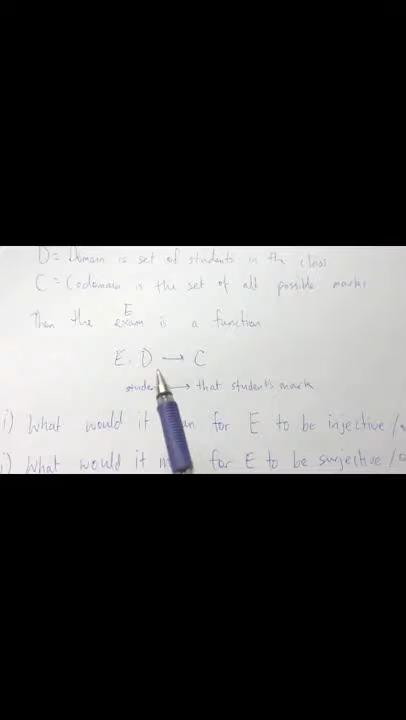 D = Domain is set of students in the class
C = Codomain is the set of all possible marks
E
Then the exam is a function
E. D → C
→ that student's mark
i) What would it for E to be injective /
) What would it for E to be surjective /